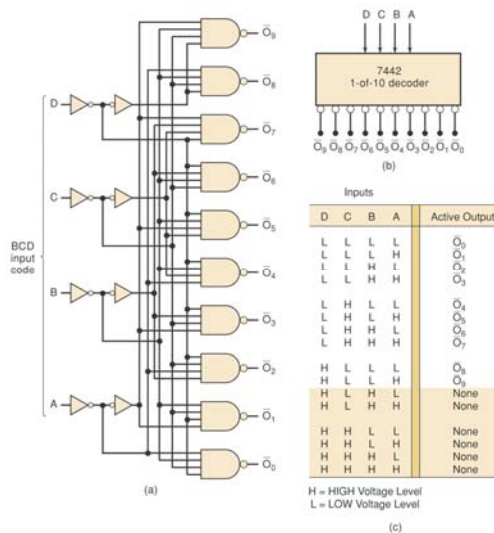 D
C
BCD
input
code
B
A
Ō9
Ō8
Ō7
Ō6
Ō5
Ō4
Ō3
Ō2
Ō1
Ō0
(a)
D C B A
7442
1-of-10 decoder
Ō9 Ō8 Ō7 Ō6 Ō5 Ō4 Ō3 Ō2 Ō1 Ō0
(b)
Inputs
D C B A Active Output
L L L L Ō0
L L L H Ō1
L L H L Ō2
L L H H Ō3
L H L L Ō4
L H L H Ō5
L H H L Ō6
L H H H Ō7
H L L L Ō8
H L L H Ō9
H L H L None
H L H H None
H H L L None
H H L H None
H H H L None
H H H H None
H = HIGH Voltage Level
L = LOW Voltage Level
(c)